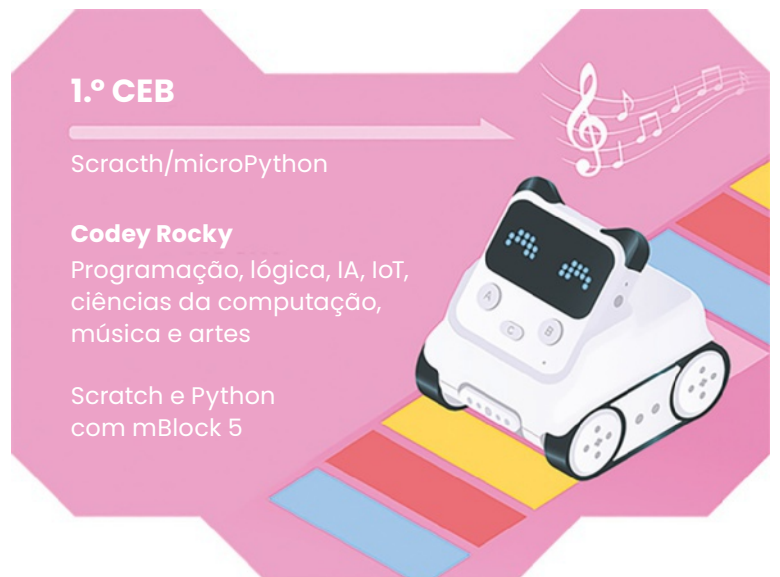 1.º CEB
Scracth/microPython
Codey Rocky
Programação, lógica, IA, IoT,
ciências da computação,
música e artes
Scratch e Python
com mBlock 5
A
C
B